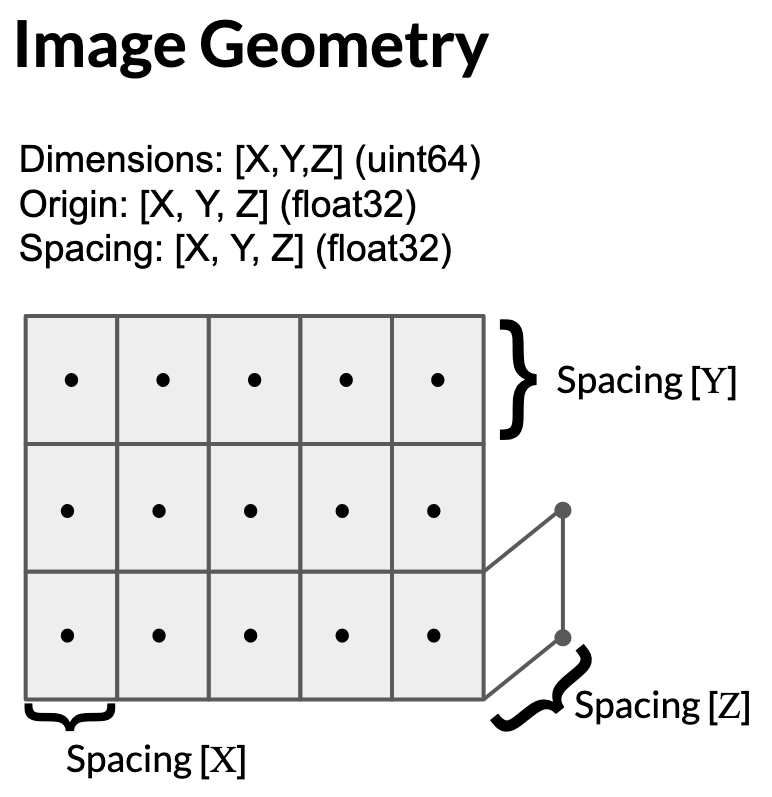 Image Geometry
Dimensions: [X,Y,Z] (uint64)
Origin: [X, Y, Z] (float32)
Spacing: [X, Y, Z] (float32)
Spacing [Y]
Spacing [Z]
Spacing [X]